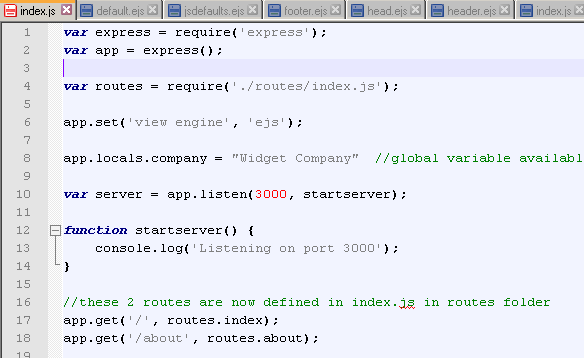 index.js default.ejs jsdefaults.ejs footer.ejs head.ejs header.ejs index.js
1 var express = require('express');
2 var app = express();
3
4 var routes = require('./routes/index.js');
5
6 app.set('view engine', 'ejs');
7
8 app.locals.company = "Widget Company" //global variable availabl
9
10 var server = app.listen(3000, startserver);
11
12 function startserver() {
13 console.log('Listening on port 3000');
14 }
15
16 //these 2 routes are now defined in index.js in routes folder
17 app.get('/', routes.index);
18 app.get('/about', routes.about);
19